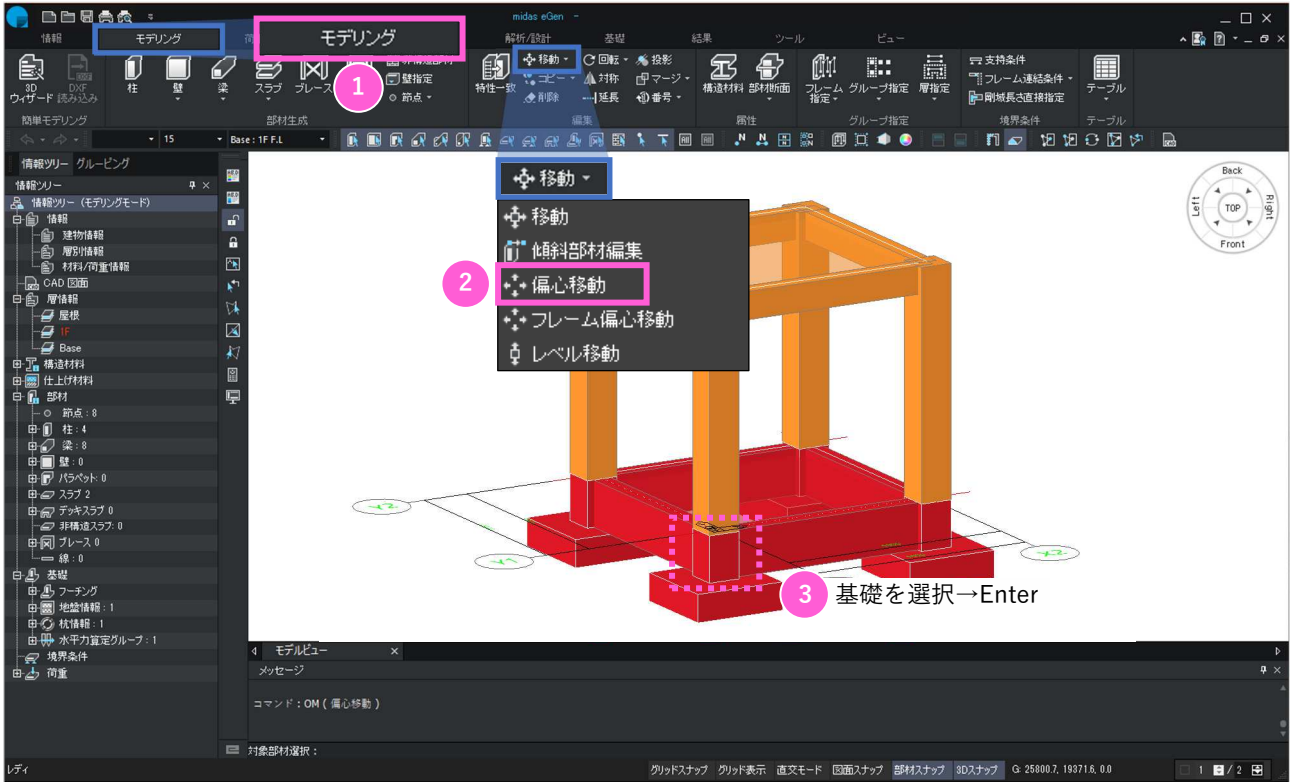 midas eGen -
情報 モデリング 解析/設計 基礎 結果 ツール ビュー
モデリング
1
3D
ウィザード
DXF
読み込み
柱
壁
梁
スラブ
ブレース
壁指定
節点
特性一致
移動
コピー
削除
回転
対称
延長
投影
マージ
番号
構造材料
部材断面
フレーム
指定
グループ指定
層指定
支持条件
フレーム連結条件
剛域長さ直接指定
テーブル
簡単モデリング 部材生成 編集 属性 グループ指定 境界条件 テーブル
15 Base : 1F F.L
情報ツリー グルーピング
情報ツリー
情報ツリー (モデリングモード)
情報
建物情報
層別情報
材料/荷重情報
CAD 図面
層情報
屋根
1F
Base
構造材料
仕上げ材料
部材
節点 : 8
柱 : 4
梁 : 8
壁 : 0
パラペット: 0
スラブ 2
デッキスラブ 0
非構造スラブ: 0
ブレース 0
線 : 0
基礎
フーチング
地盤情報 : 1
杭情報 : 1
水平力算定グループ : 1
境界条件
荷重
移動
移動
傾斜部材編集
2
偏心移動
フレーム偏心移動
レベル移動
Back
Left
TOP
Right
Front
Y2
Y1
X2
3 基礎を選択→Enter
モデルビュー
メッセージ
コマンド : OM ( 偏心移動 )
対象部材選択 :
レディ
グリッドスナップ グリッド表示 直交モード 図面スナップ 部材スナップ 3Dスナップ G: 25800.7, 19371.6, 0.0 1 / 2